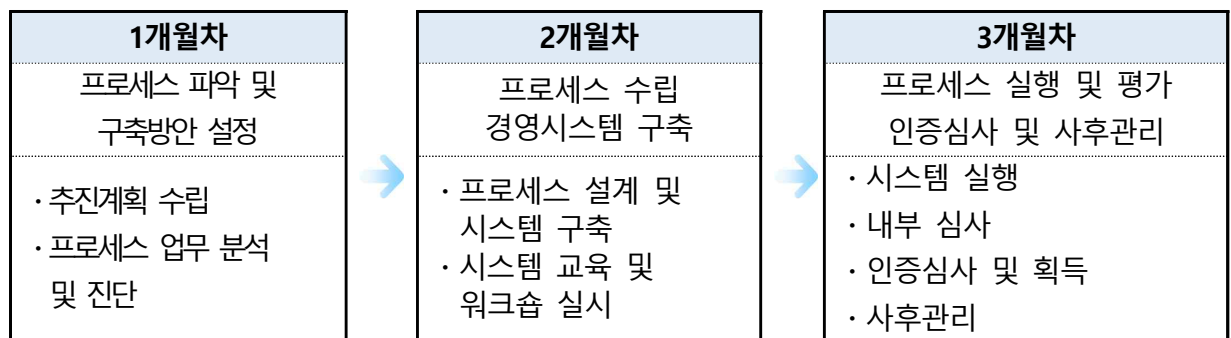 1개월차
프로세스 파악 및
구축방안 설정
· 추진계획 수립
· 프로세스 업무 분석
및 진단
2개월차
프로세스 수립
경영시스템 구축
· 프로세스 설계 및
시스템 구축
· 시스템 교육 및
워크숍 실시
3개월차
프로세스 실행 및 평가
인증심사 및 사후관리
· 시스템 실행
· 내부 심사
· 인증심사 및 획득
· 사후관리